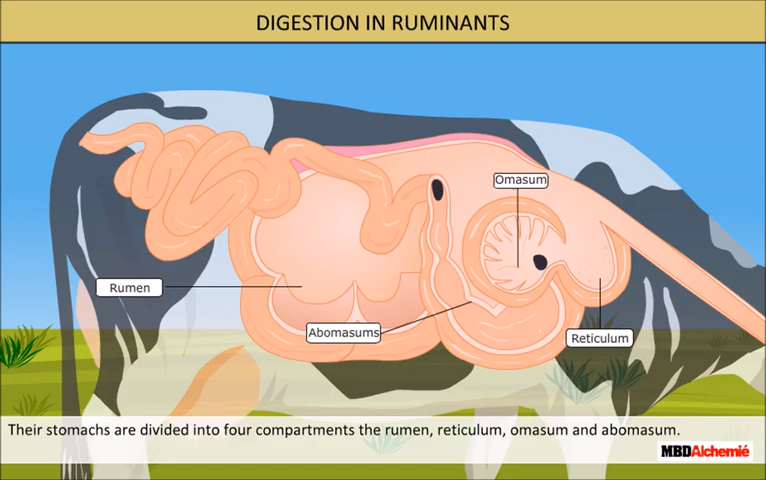 DIGESTION IN RUMINANTS
Omasum
Rumen
Abomasums
Reticulum
Their stomachs are divided into four compartments the rumen, reticulum, omasum and abomasum.
MBDAlchemié